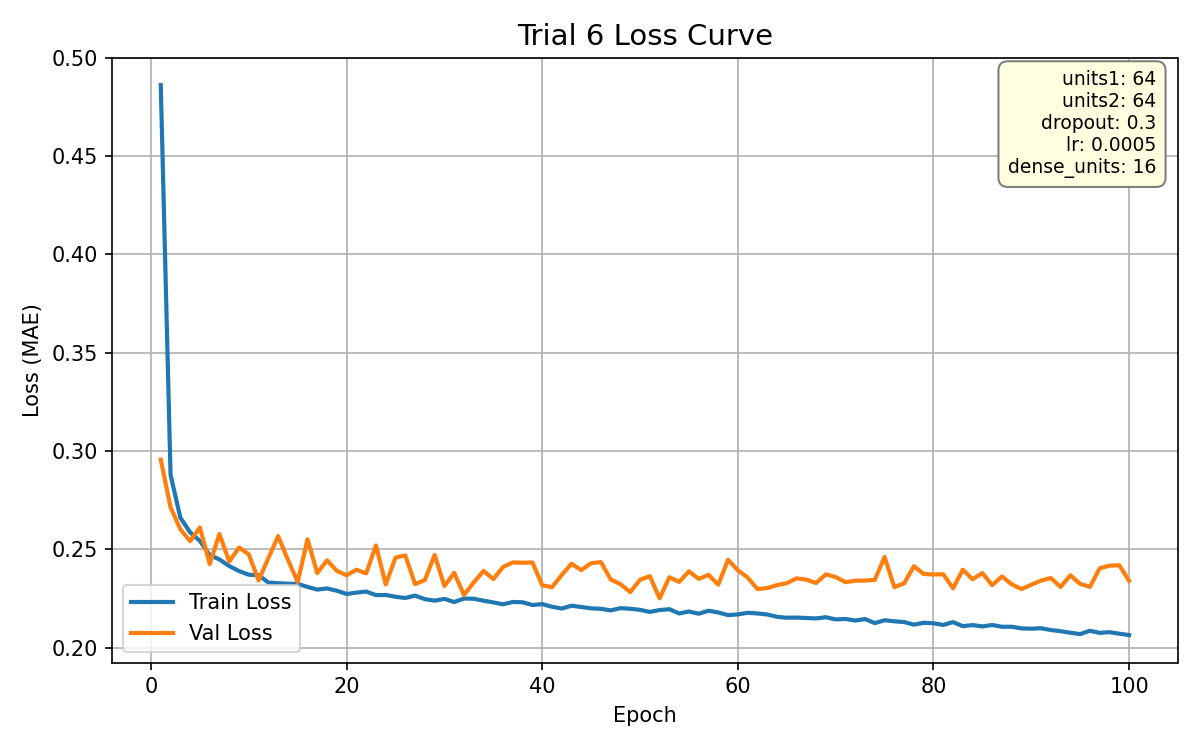 Trial 6 Loss Curve
units1: 64
units2: 64
dropout: 0.3
lr: 0.0005
dense_units: 16
0.50
0.45
0.40
0.35
0.30
0.25
0.20
Loss (MAE)
Train Loss
Val Loss
0 20 40 60 80 100
Epoch